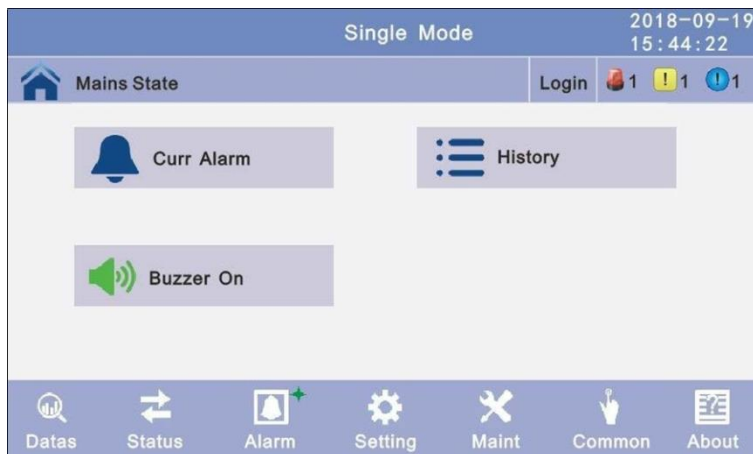 Single Mode
2018-09-19
15:44:22
Mains State
Login
1
! 1
! 1
Curr Alarm
History
Buzzer On
Datas
Status
Alarm
Setting
Maint
Common
About